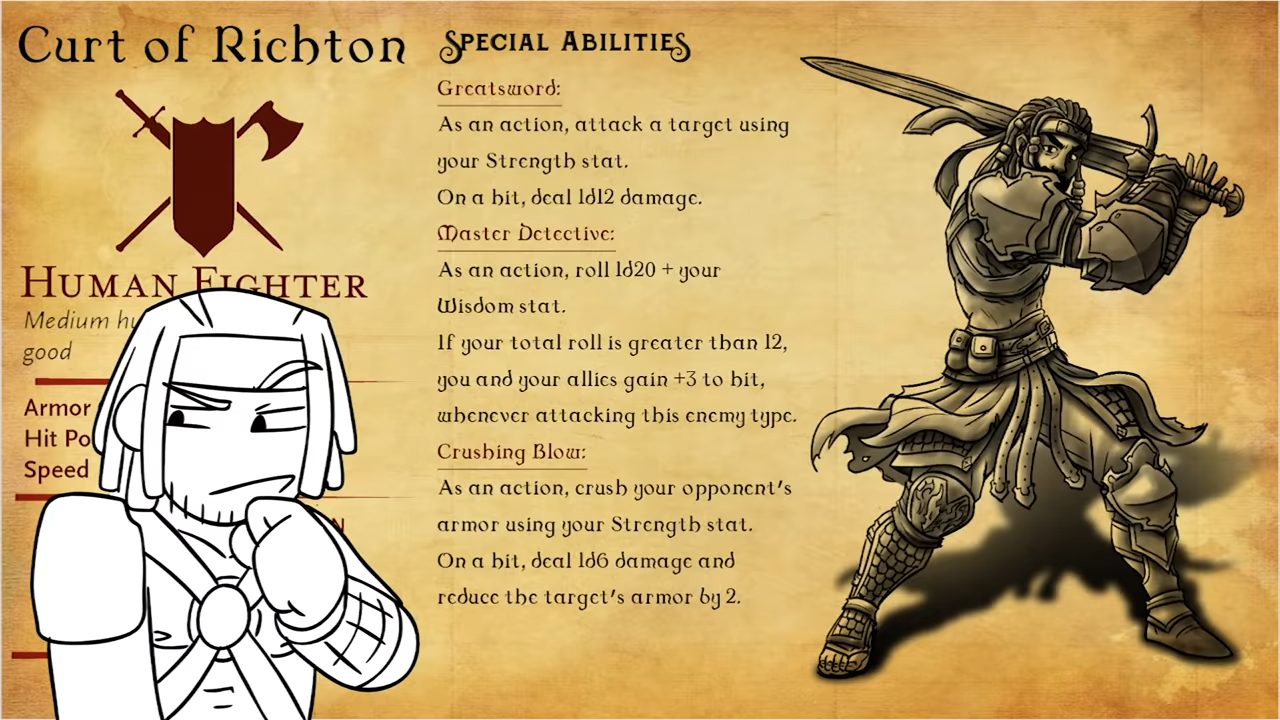 Curt of Richton
HUMAN FIGHTER
Medium
good
Armor
Hit
Speed
SPECIAL ABILITIES
Greatsword:
As an action, attack a target using
your Strength stat.
On a hit, deal 1d12 damage.
Master Detective:
As an action, roll 1d20 + your
Wisdom stat.
If your total roll is greater than 12,
you and your allies gain +3 to hit,
whenever attacking this enemy type.
Crushing Blow:
As an action, crush your opponent's
armor using your Strength stat.
On a hit, deal 1d6 damage and
reduce the target's armor by 2.